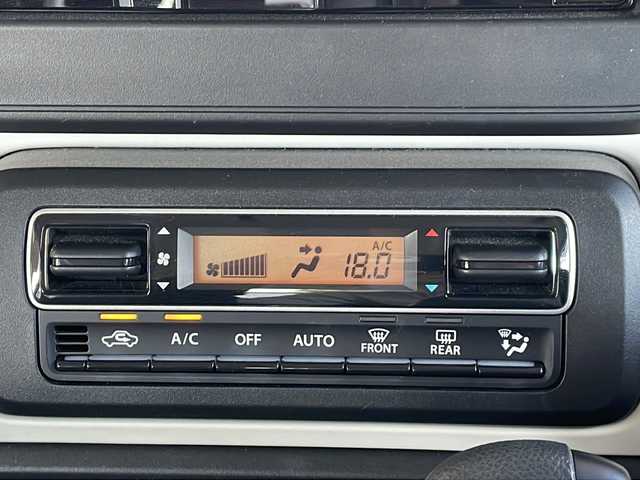 A/C
18.0
A/C OFF AUTO FRONT REAR